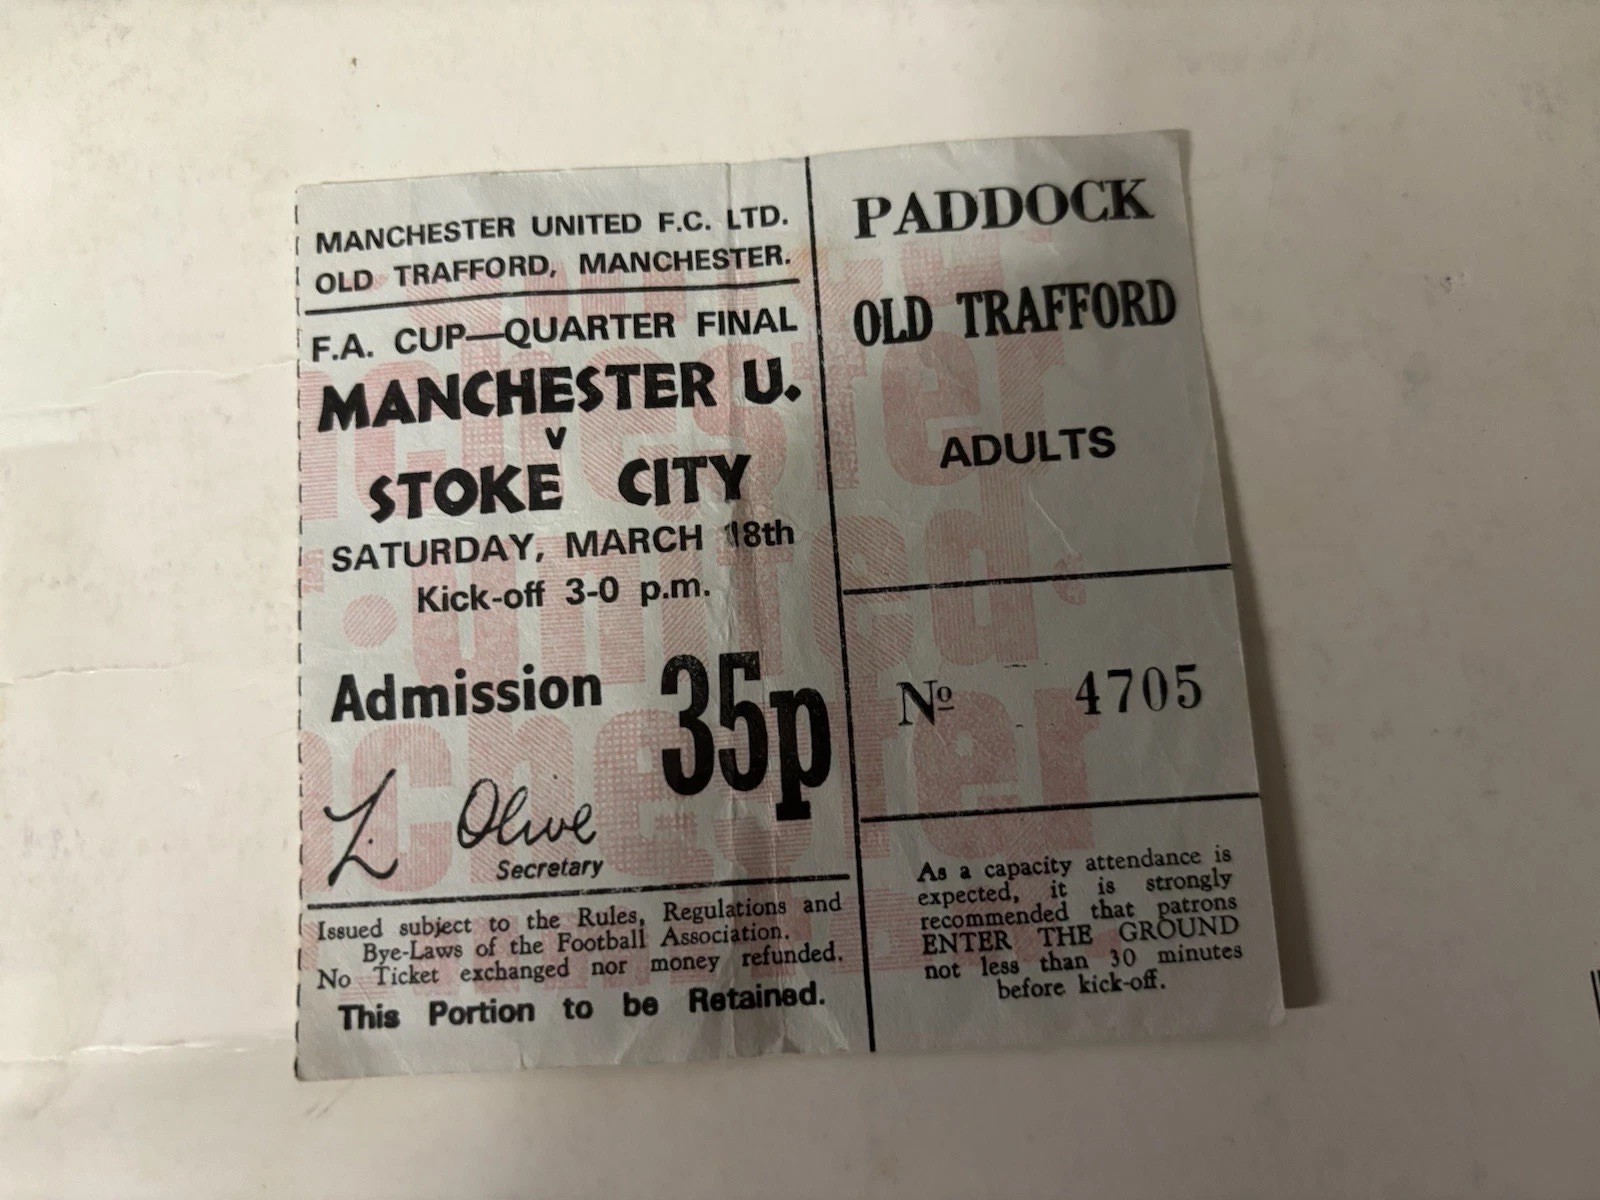 MANCHESTER UNITED F.C. LTD.
OLD TRAFFORD, MANCHESTER.
F.A. CUP—QUARTER FINAL
MANCHESTER U.
v
STOKE CITY
SATURDAY, MARCH 18th
Kick-off 3-0 p.m.
Admission 35p
L. Olive
Secretary
Issued subject to the Rules, Regulations and
Bye-Laws of the Football Association.
No Ticket exchanged nor money refunded.
This Portion to be Retained.
PADDOCK
OLD TRAFFORD
ADULTS
Nº 4705
As a capacity attendance is
expected, it is strongly
recommended that patrons
ENTER THE GROUND
not less than 30 minutes
before kick-off.